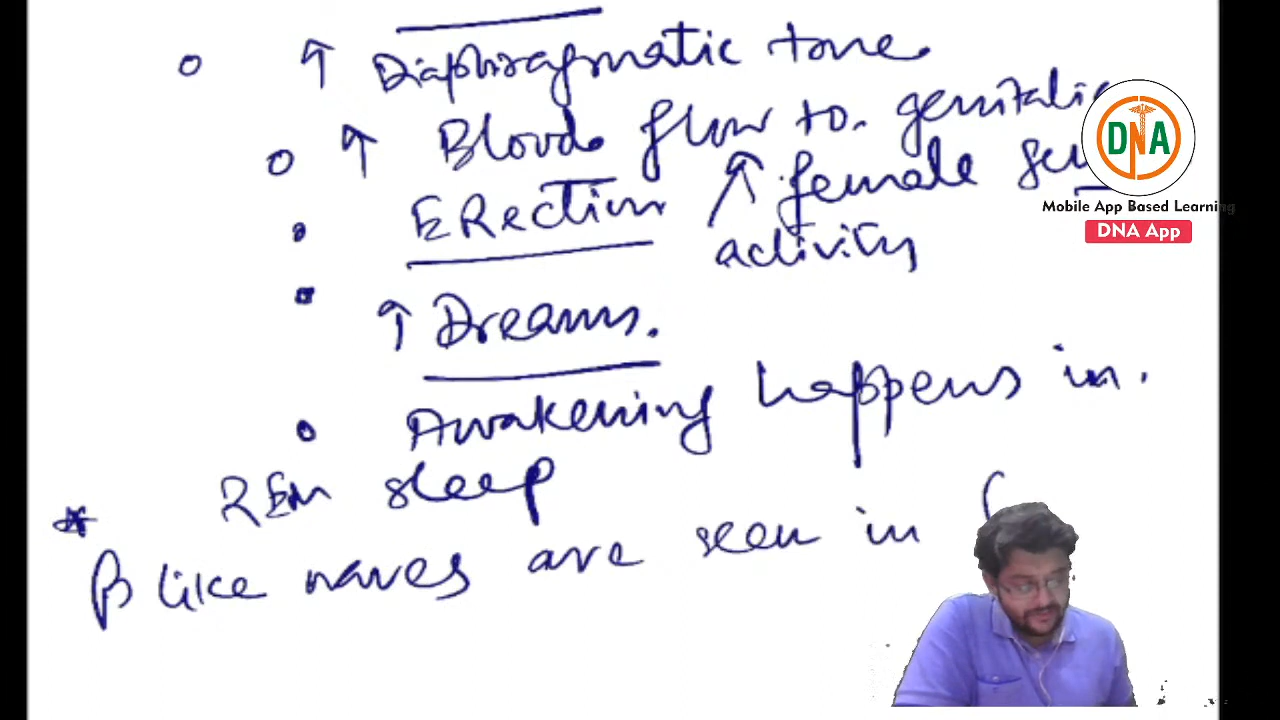 ↑ Diaphragmatic tone
↑ Blood flow to genitalia
ERection ↑ female
activity
↑ Dreams.
Awakening happens in
REM sleep
* β like waves are seen in
DNA
Mobile App Based Learning
DNA App